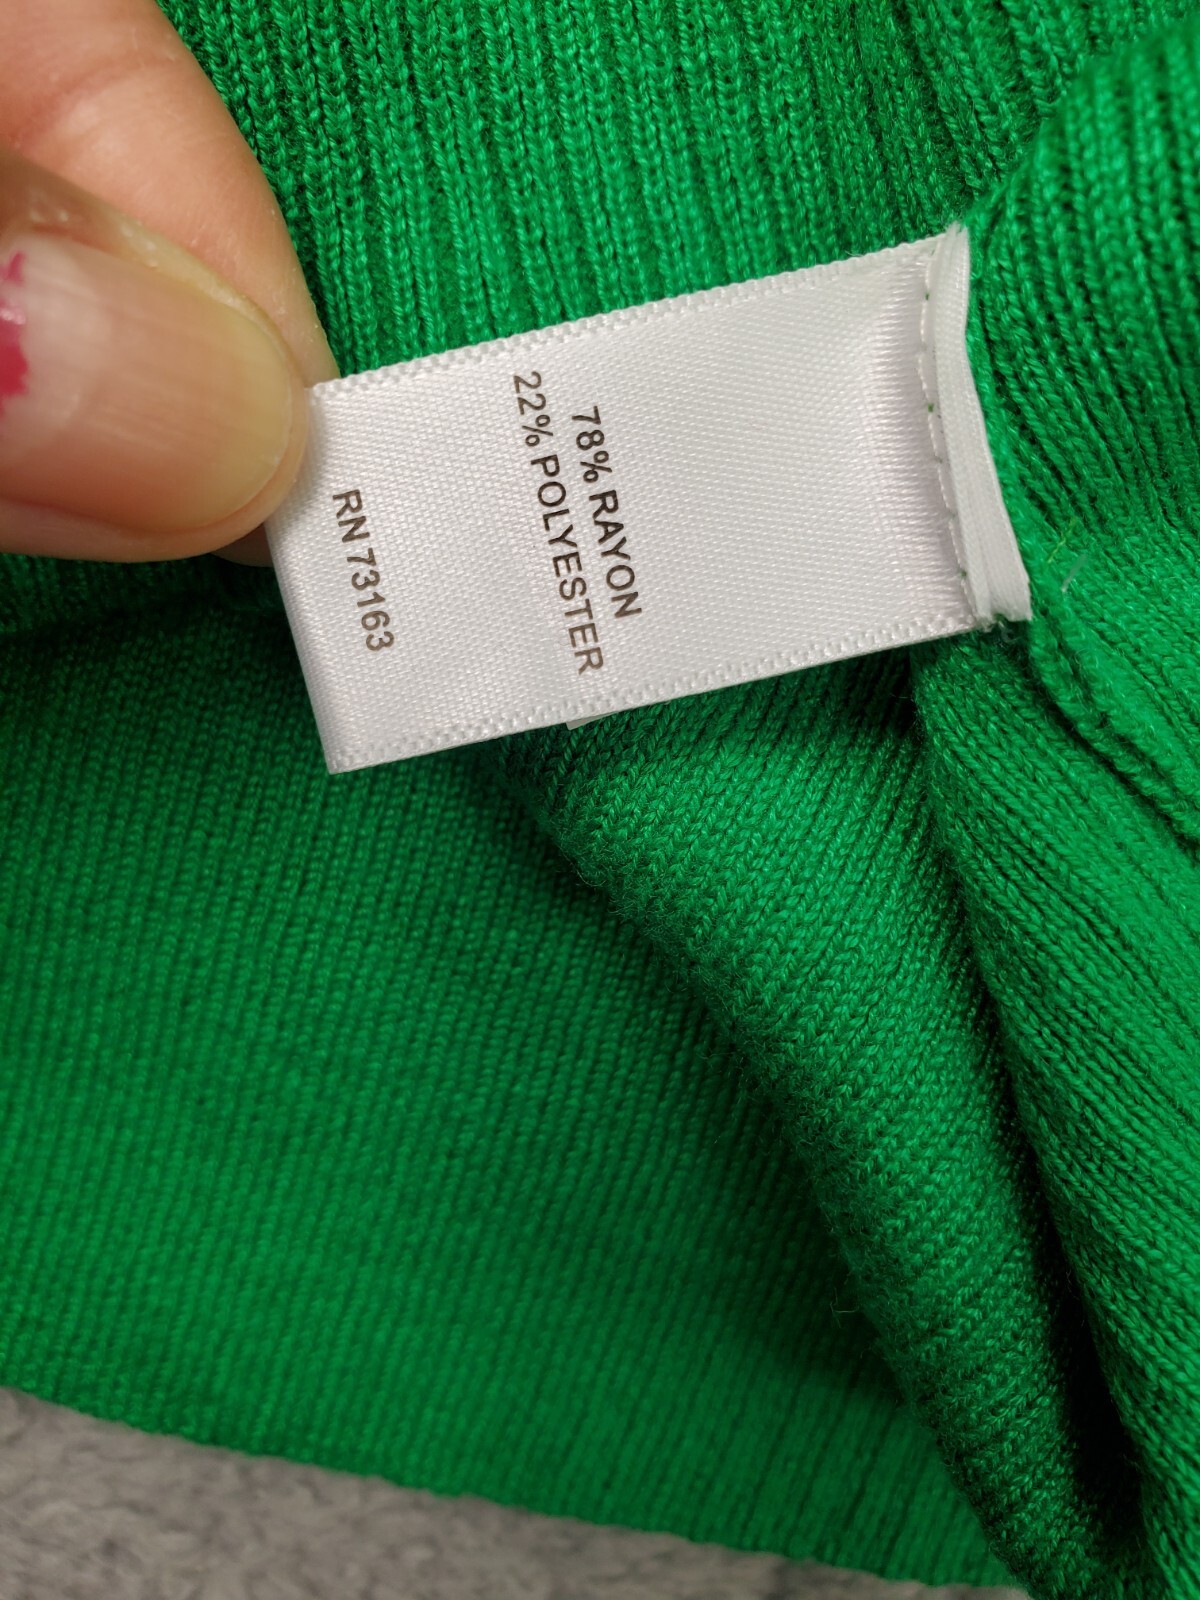 78% RAYON
22% POLYESTER
RN 73163